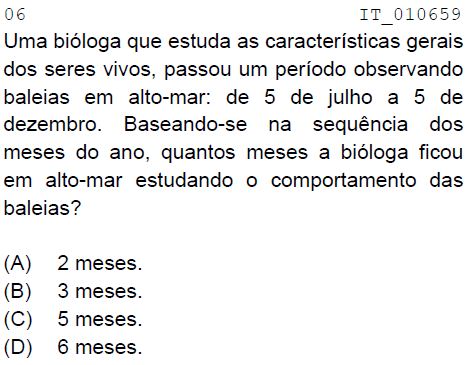 06 IT_010659
Uma bióloga que estuda as características gerais
dos seres vivos, passou um período observando
baleias em alto-mar: de 5 de julho a 5 de
dezembro. Baseando-se na sequência dos
meses do ano, quantos meses a bióloga ficou
em alto-mar estudando o comportamento das
baleias?
(A) 2 meses.
(B) 3 meses.
(C) 5 meses.
(D) 6 meses.